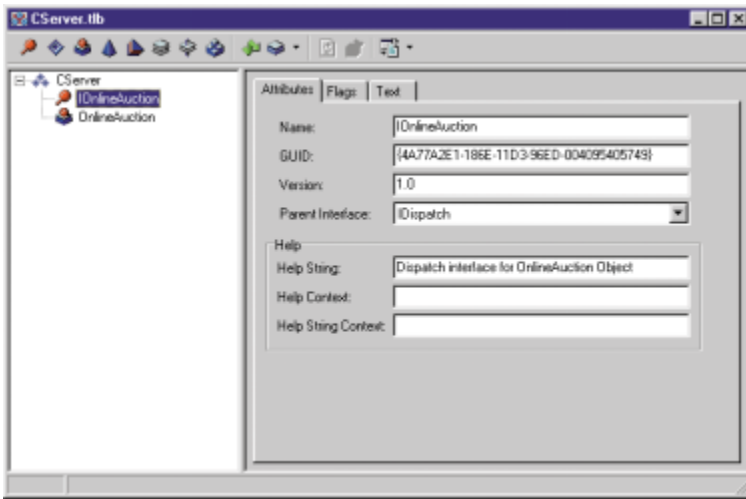 CServer.tlb
CServer
IOnlineAuction
OnlineAuction
Attributes Flags Text
Name: IOnlineAuction
GUID: {4A77A2E1-186E-11D3-96ED-004095405749}
Version: 1.0
Parent Interface: IDispatch
Help
Help String: Dispatch interface for OnlineAuction Object
Help Context:
Help String Context: